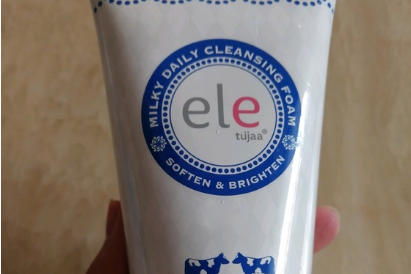 MILKY DAILY CLEANSING FOAM
ele
tujaa®
SOFTEN & BRIGHTEN